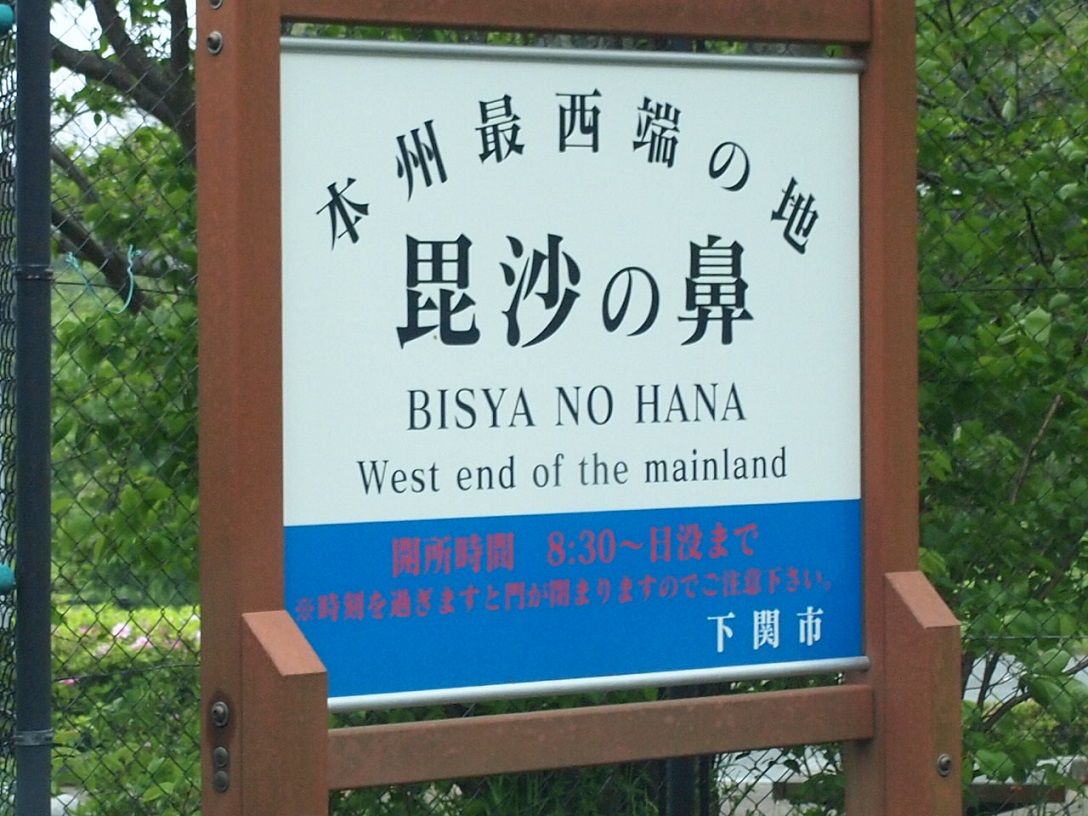 本州最西端の地
毘沙の鼻
BISYA NO HANA
West end of the mainland
開所時間　8:30～日没まで
※時刻を過ぎますと門が閉まりますのでご注意下さい。
下関市